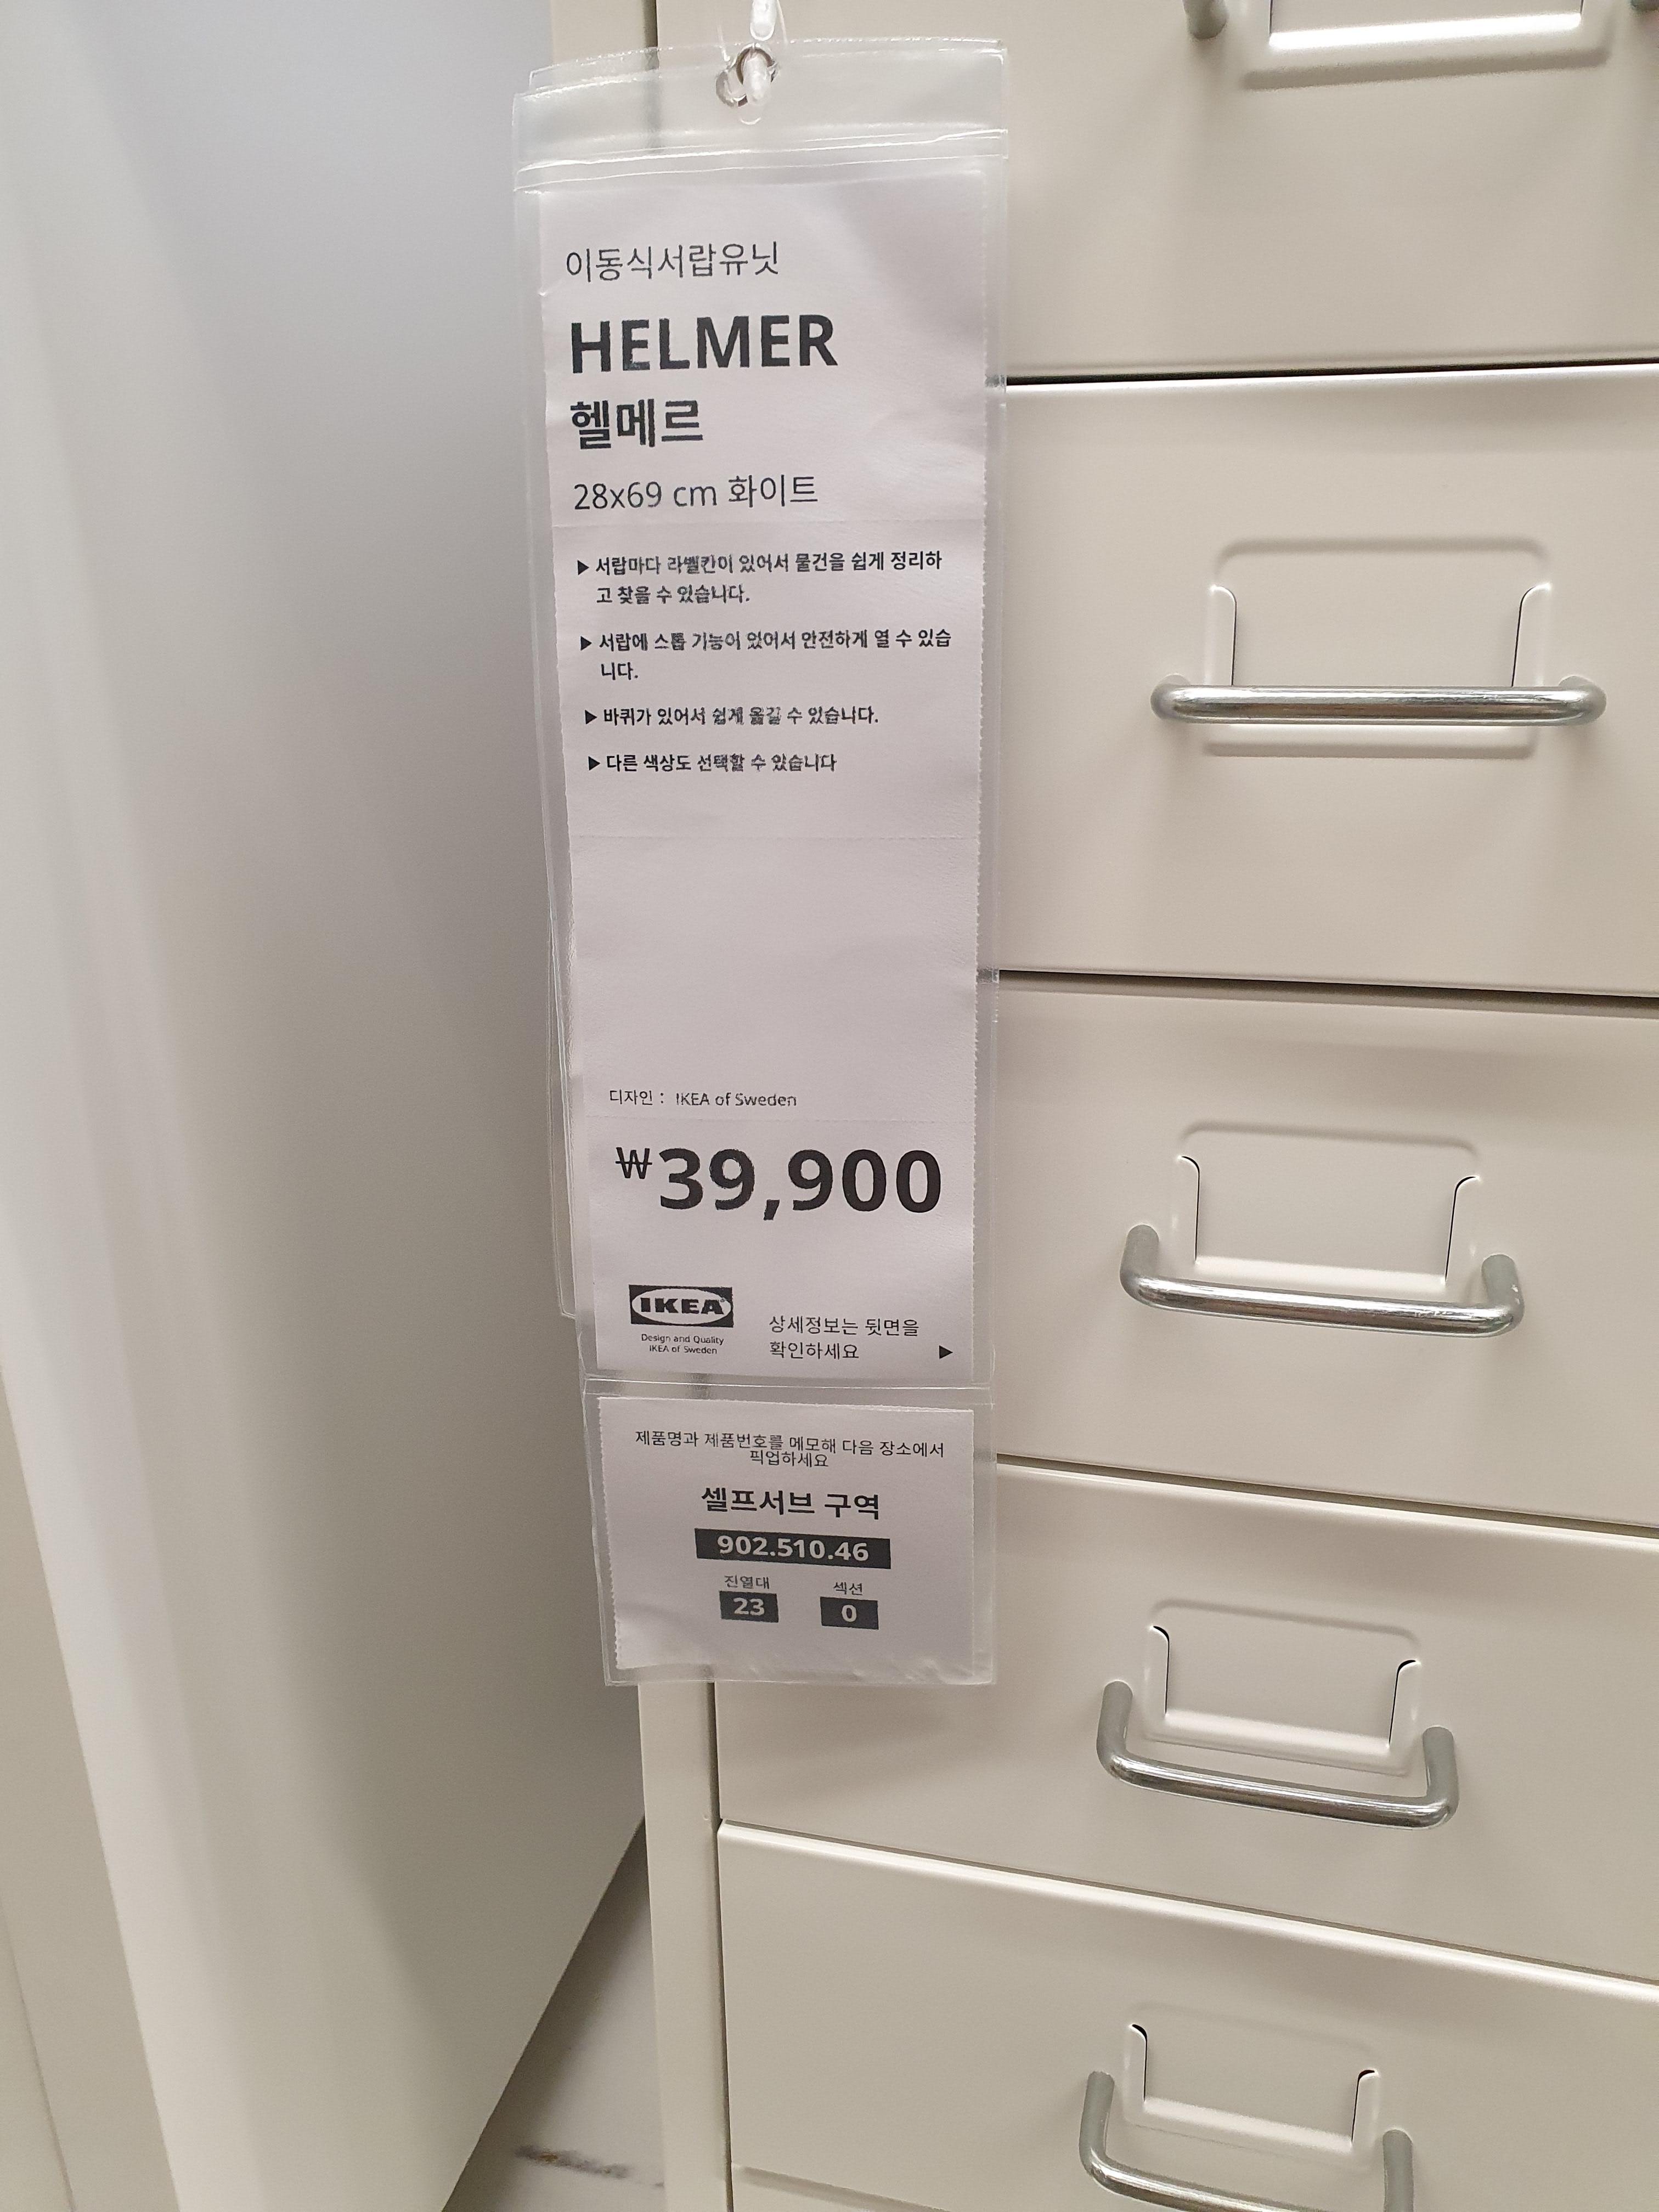 이동식서랍유닛
HELMER
헬메르
28x69 cm 화이트
▶ 서랍마다 라벨칸이 있어서 물건을 쉽게 정리하
고 찾을 수 있습니다.
▶ 서랍에 스톱 기능이 있어서 안전하게 열 수 있습
니다.
▶ 바퀴가 있어서 쉽게 옮길 수 있습니다.
▶ 다른 색상도 선택할 수 있습니다
디자인 : IKEA of Sweden
₩39,900
IKEA
Design and Quality
IKEA of Sweden
상세정보는 뒷면을
확인하세요 ▶
제품명과 제품번호를 메모해 다음 장소에서
픽업하세요
셀프서브 구역
902.510.46
진열대 섹션
23 0